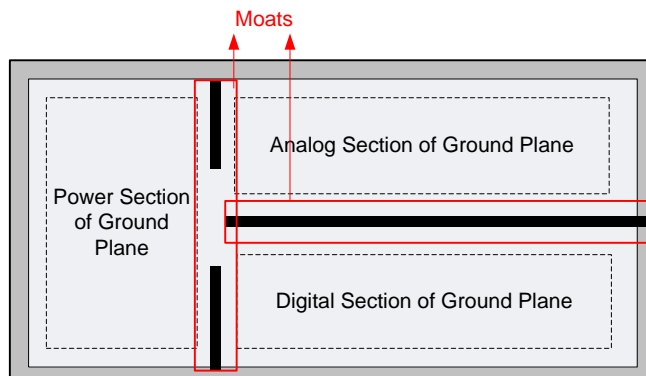 Moats
Analog Section of Ground Plane
Power Section
of Ground
Plane
Digital Section of Ground Plane